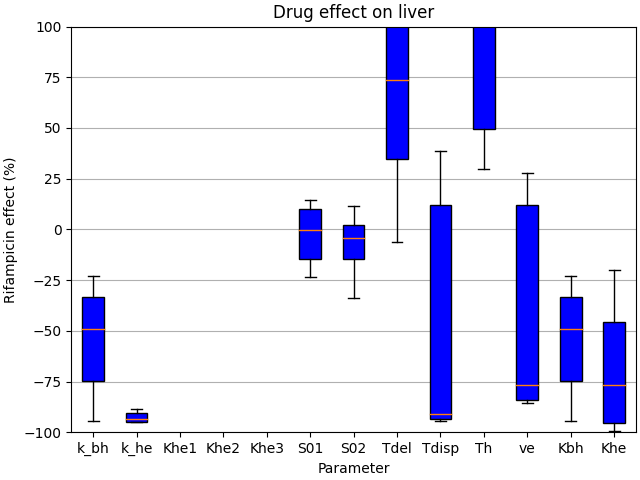 Drug effect on liver
Rifampicin effect (%)
100
75
50
25
0
−25
−50
−75
−100
k_bh k_he Khe1 Khe2 Khe3 S01 S02 Tdel Tdisp Th ve Kbh Khe
Parameter